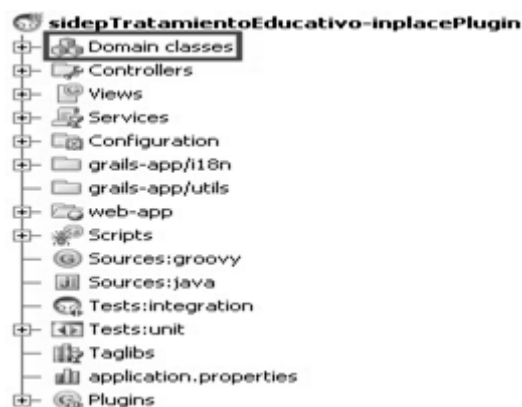 sidepTratamientoEducativo-inplacePlugin
Domain classes
Controllers
Views
Services
Configuration
grails-app/i18n
grails-app/utils
web-app
Scripts
Sources:groovy
Sources:java
Tests:integration
Tests:unit
Taglibs
application.properties
Plugins